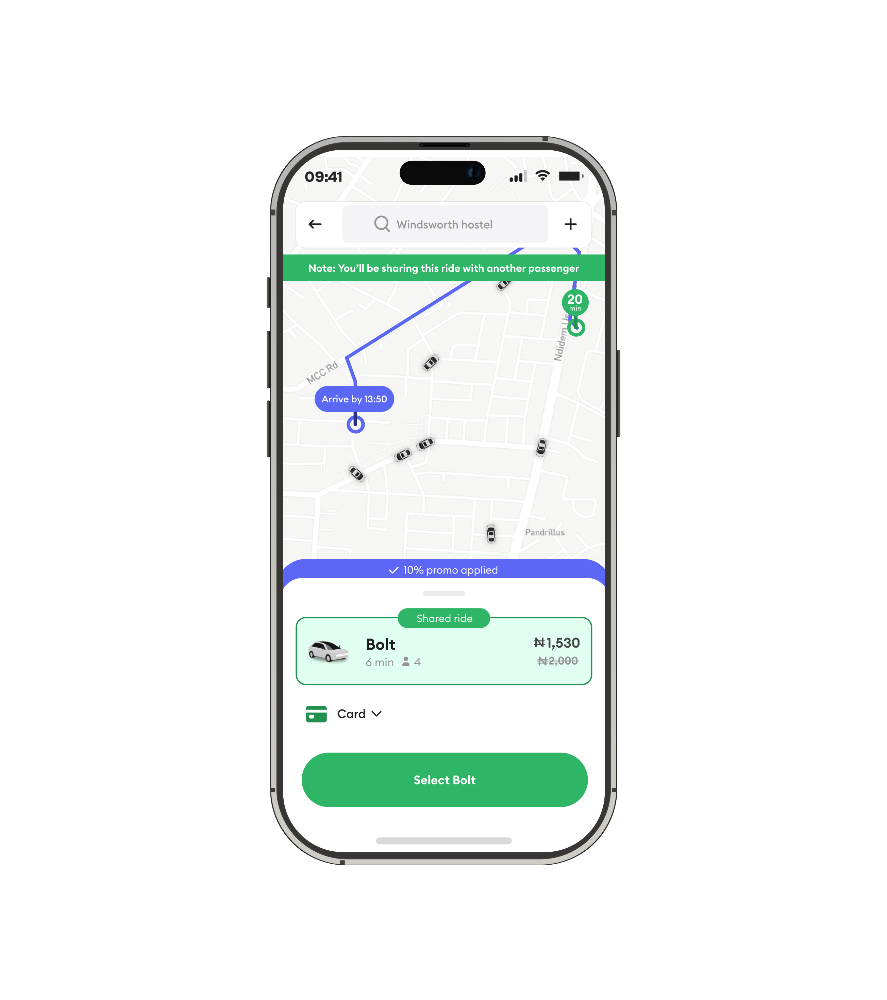 09:41
Windsworth hostel
Note: You'll be sharing this ride with another passenger
20
min
Ndidem Us
MCC Rd
Arrive by 13:50
Pandrillus
10% promo applied
Shared ride
Bolt
₦1,530
6 min 4
₦2,000
Card
Select Bolt